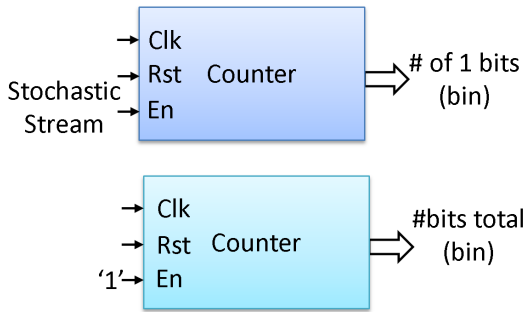 Clk
Rst Counter
# of 1 bits
(bin)
Stochastic
Stream
En
Clk
Rst Counter
#bits total
(bin)
‘1’
En